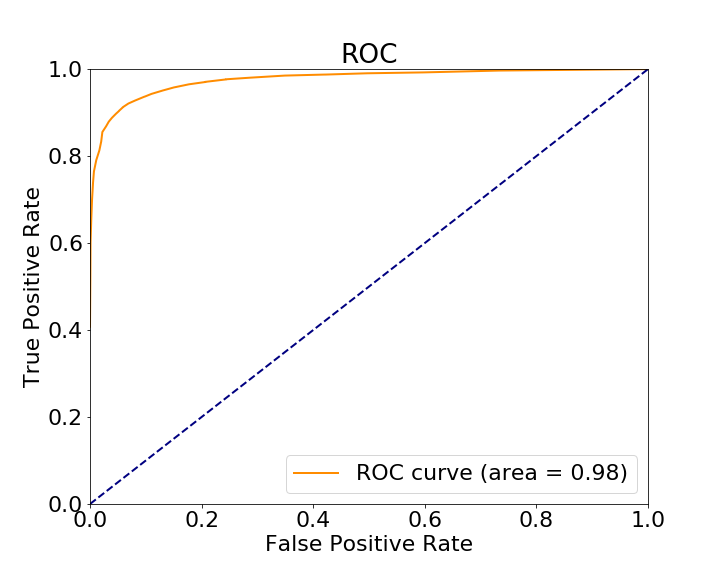 ROC
1.0
0.8
0.6
0.4
0.2
0.0
True Positive Rate
ROC curve (area = 0.98)
0.0 0.2 0.4 0.6 0.8 1.0
False Positive Rate